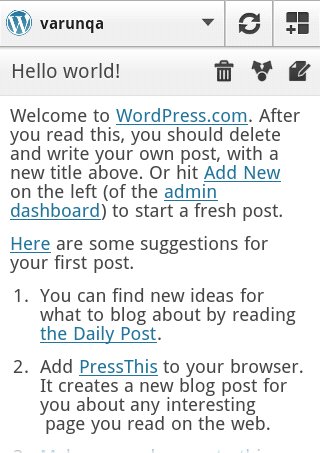 varunqa
Hello world!
Welcome to WordPress.com. After
you read this, you should delete
and write your own post, with a
new title above. Or hit Add New
on the left (of the admin
dashboard) to start a fresh post.
Here are some suggestions for
your first post.
1. You can find new ideas for
what to blog about by reading
the Daily Post.
2. Add PressThis to your browser.
It creates a new blog post for
you about any interesting
page you read on the web.